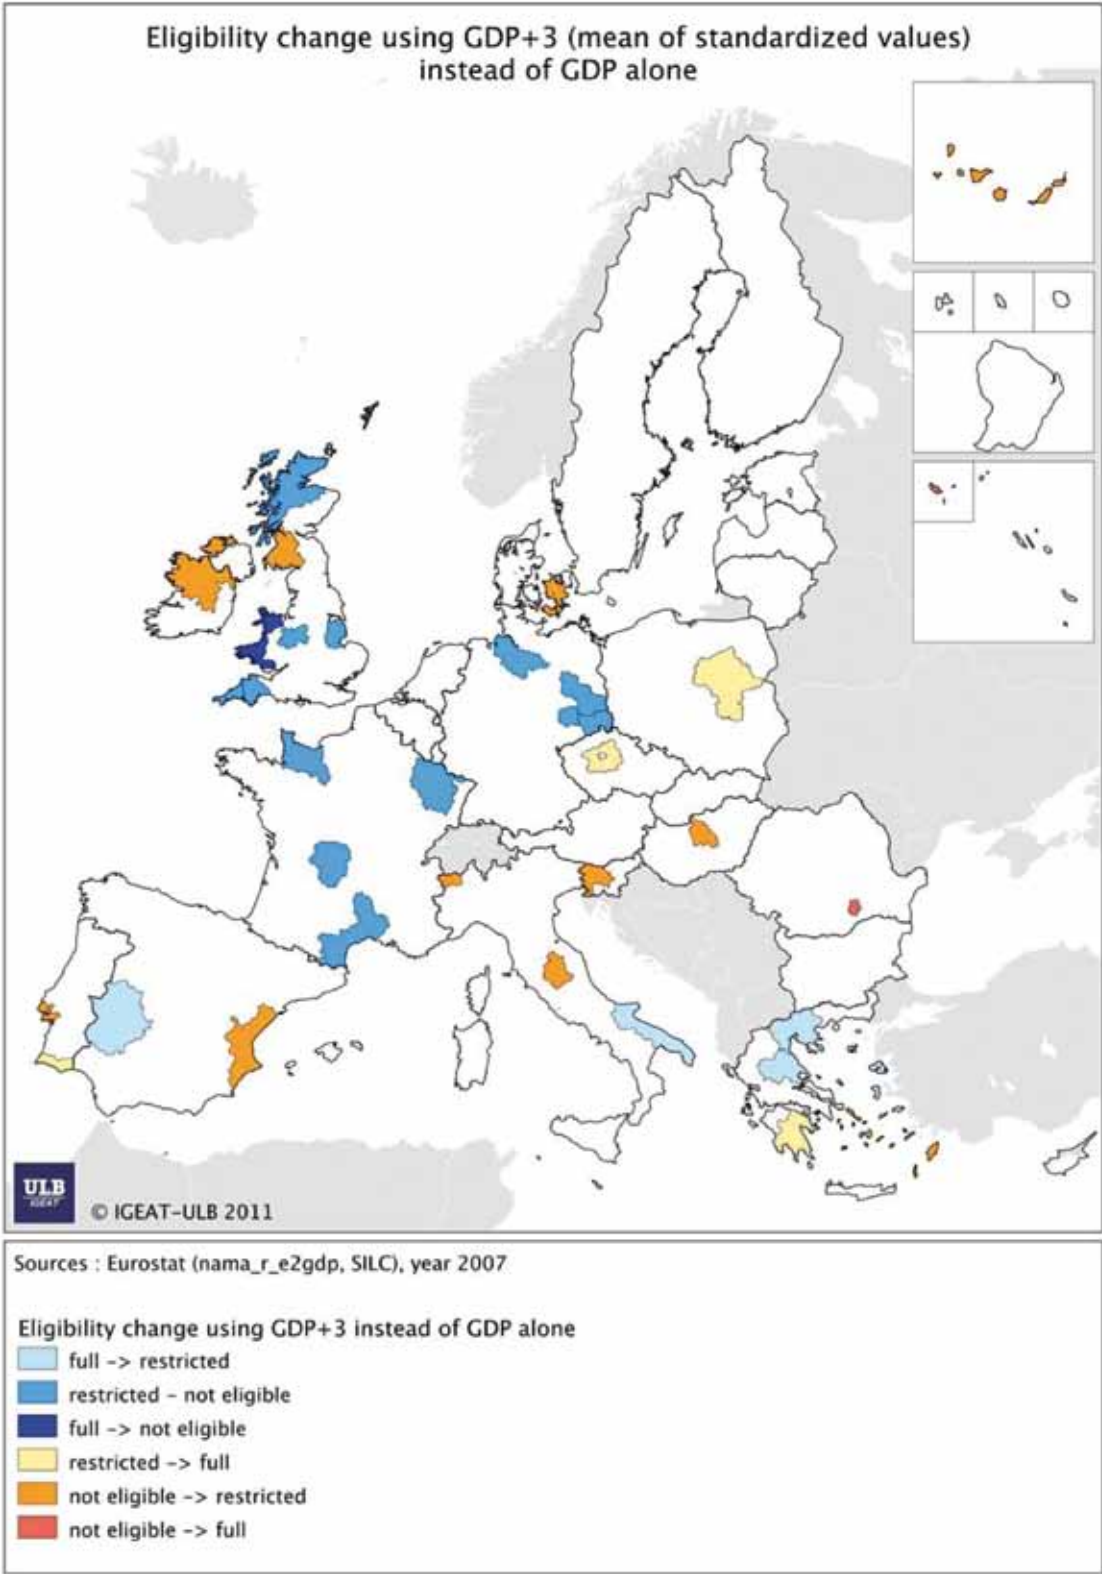 Eligibility change using GDP+3 (mean of standardized values)
instead of GDP alone
ULB
IGEAT
© IGEAT-ULB 2011
Sources : Eurostat (nama_r_e2gdp, SILC), year 2007
Eligibility change using GDP+3 instead of GDP alone
full -> restricted
restricted - not eligible
full -> not eligible
restricted -> full
not eligible -> restricted
not eligible -> full